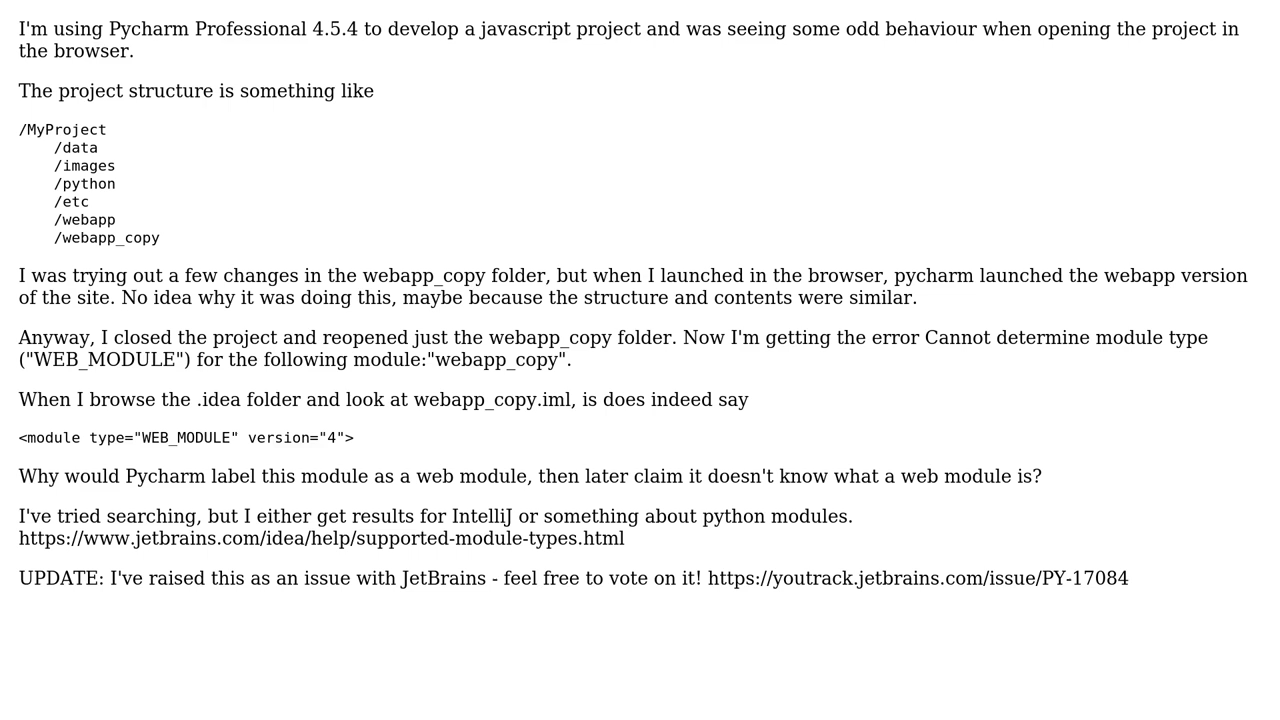 I'm using Pycharm Professional 4.5.4 to develop a javascript project and was seeing some odd behaviour when opening the project in
the browser.
The project structure is something like
/MyProject
    /data
    /images
    /python
    /etc
    /webapp
    /webapp_copy
I was trying out a few changes in the webapp_copy folder, but when I launched in the browser, pycharm launched the webapp version
of the site. No idea why it was doing this, maybe because the structure and contents were similar.
Anyway, I closed the project and reopened just the webapp_copy folder. Now I'm getting the error Cannot determine module type
("WEB_MODULE") for the following module:"webapp_copy".
When I browse the .idea folder and look at webapp_copy.iml, is does indeed say
<module type="WEB_MODULE" version="4">
Why would Pycharm label this module as a web module, then later claim it doesn't know what a web module is?
I've tried searching, but I either get results for IntelliJ or something about python modules.
https://www.jetbrains.com/idea/help/supported-module-types.html
UPDATE: I've raised this as an issue with JetBrains - feel free to vote on it! https://youtrack.jetbrains.com/issue/PY-17084